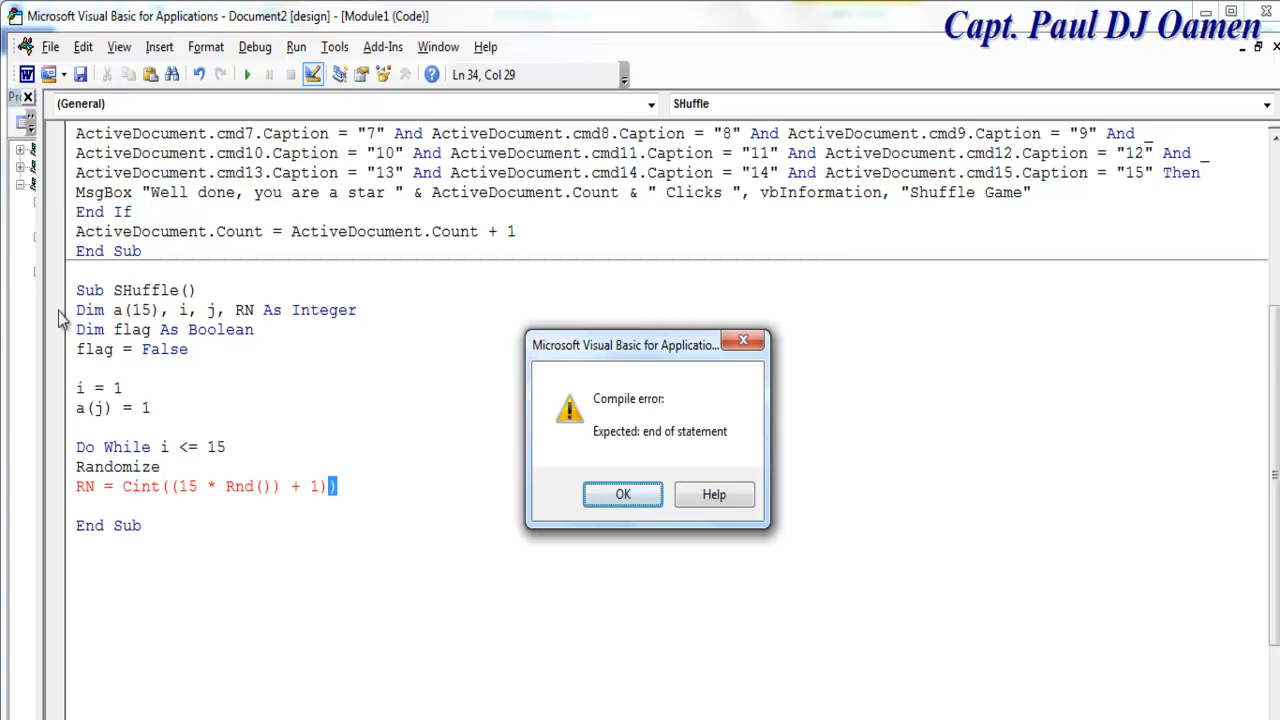 Microsoft Visual Basic for Applications - Document2 [design] - [Module1 (Code)]
Capt. Paul DJ Oamen
File Edit View Insert Format Debug Run Tools Add-Ins Window Help
Ln 34, Col 29
(General) SHuffle
ActiveDocument.cmd7.Caption = "7" And ActiveDocument.cmd8.Caption = "8" And ActiveDocument.cmd9.Caption = "9" And _
ActiveDocument.cmd10.Caption = "10" And ActiveDocument.cmd11.Caption = "11" And ActiveDocument.cmd12.Caption = "12" And _
ActiveDocument.cmd13.Caption = "13" And ActiveDocument.cmd14.Caption = "14" And ActiveDocument.cmd15.Caption = "15" Then
MsgBox "Well done, you are a star " & ActiveDocument.Count & " Clicks ", vbInformation, "Shuffle Game"
End If
ActiveDocument.Count = ActiveDocument.Count + 1
End Sub
Sub SHuffle()
Dim a(15), i, j, RN As Integer
Dim flag As Boolean
flag = False
i = 1
a(j) = 1
Do While i <= 15
Randomize
RN = Cint((15 * Rnd()) + 1))
End Sub
Microsoft Visual Basic for Applicatio...
Compile error:
Expected: end of statement
OK Help